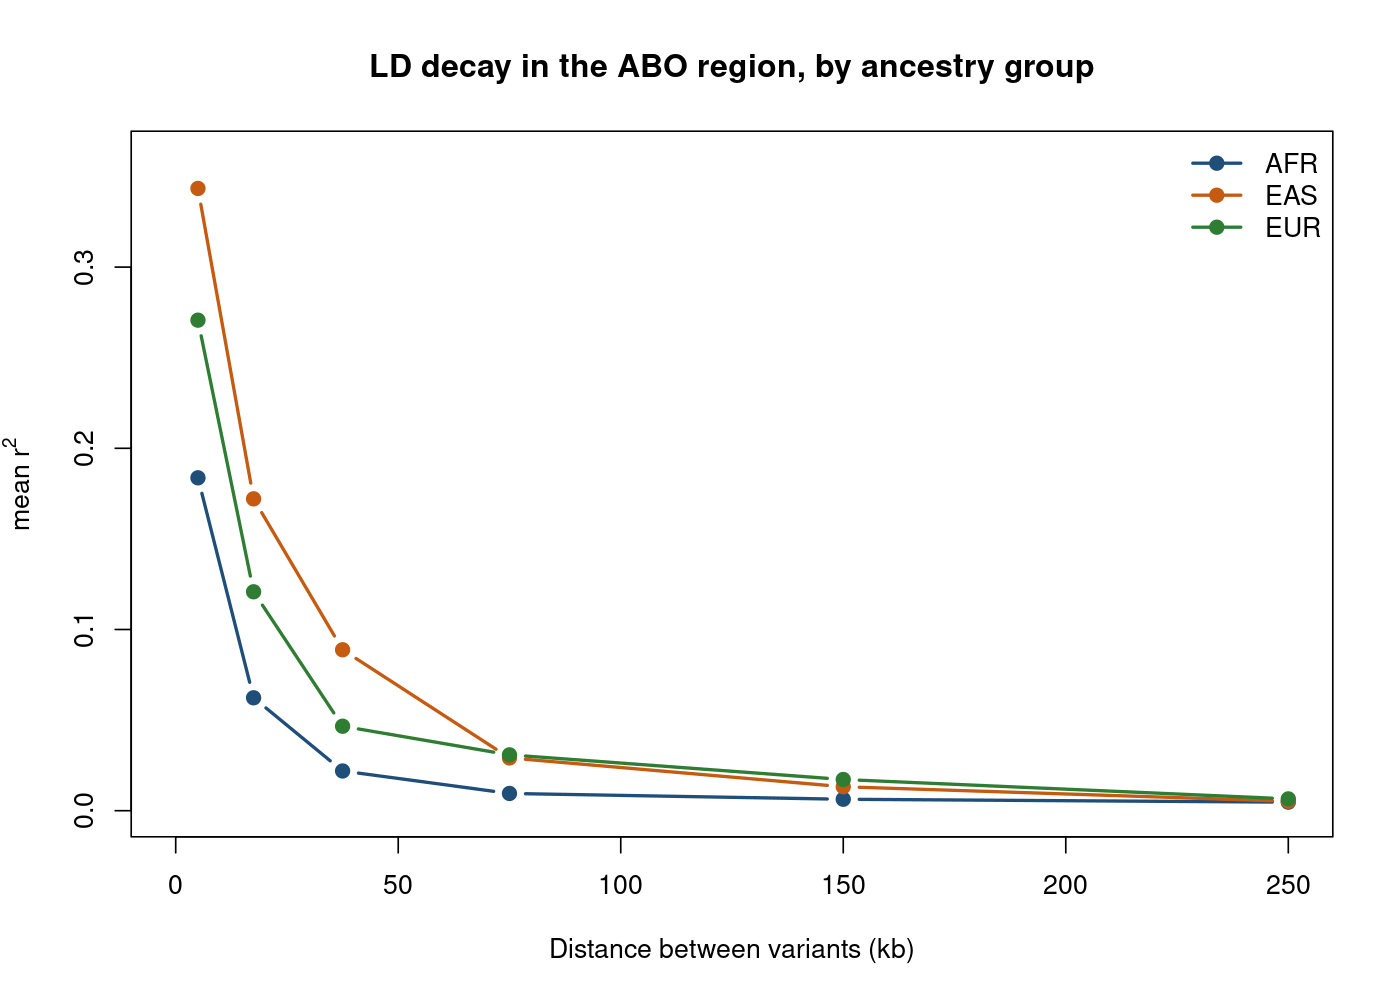 LD decay in the ABO region, by ancestry group
AFR
EAS
EUR
mean r²
0.3
0.2
0.1
0.0
0 50 100 150 200 250
Distance between variants (kb)